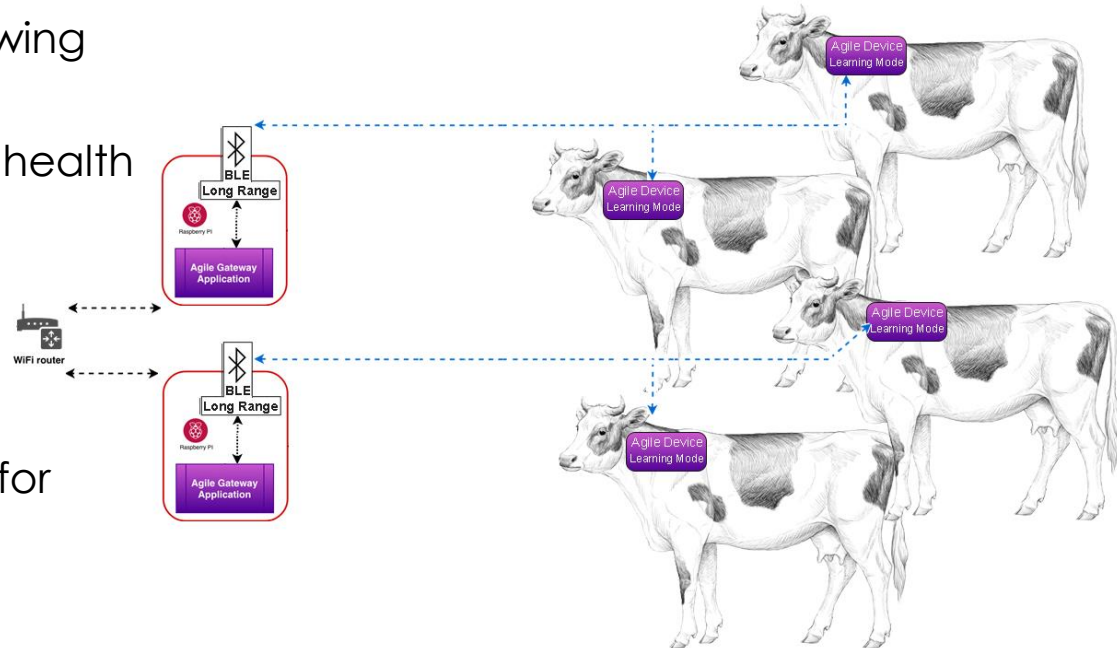 wing
health
for
BLE
Long Range
Raspberry Pi
Agile Gateway
Application
WiFi router
BLE
Long Range
Raspberry Pi
Agile Gateway
Application
Agile Device
Learning Mode
Agile Device
Learning Mode
Agile Device
Learning Mode
Agile Device
Learning Mode